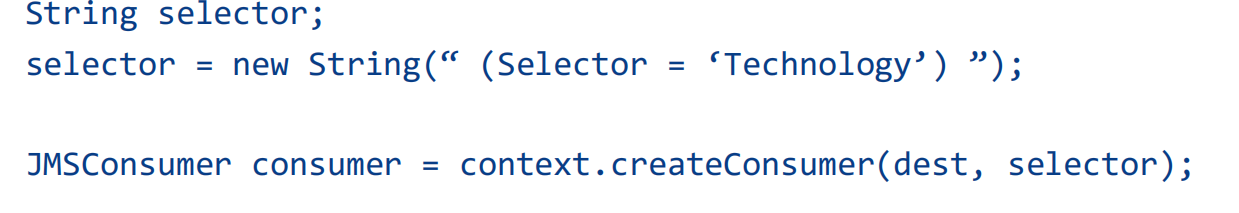 String selector;
selector = new String(“ (Selector = ‘Technology’) ”);
JMSConsumer consumer = context.createConsumer(dest, selector);